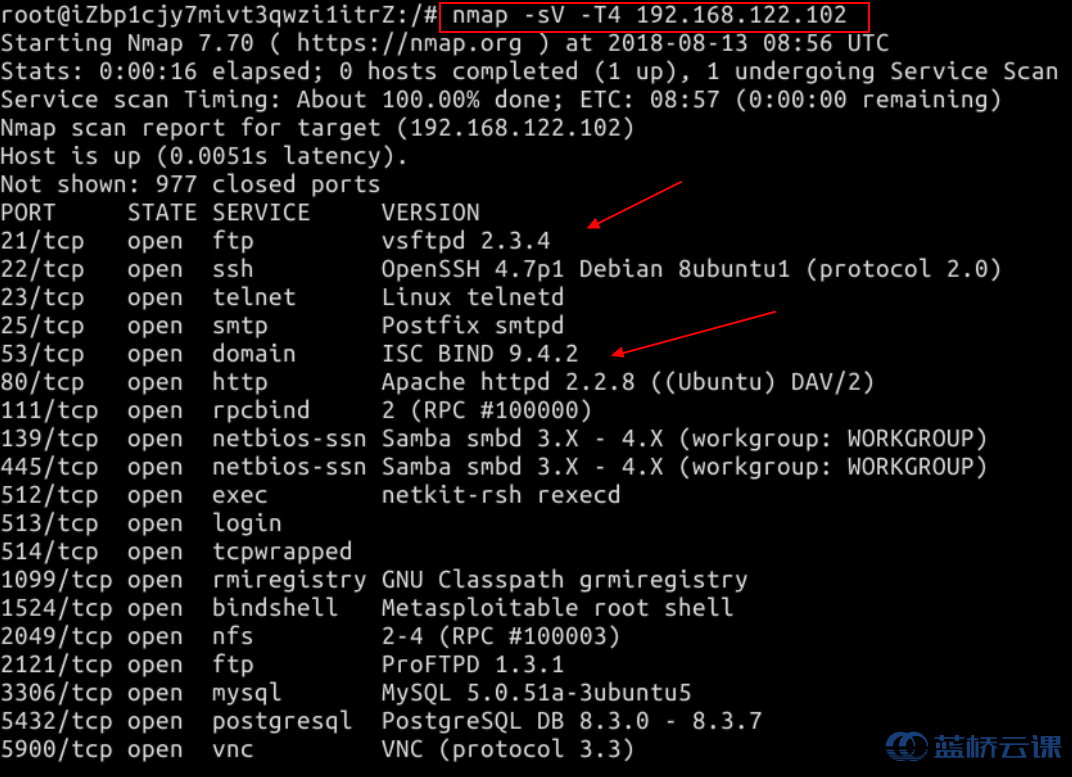 root@iZbp1cjy7mivt3qwzi1itrZ:/# nmap -sV -T4 192.168.122.102
Starting Nmap 7.70 ( https://nmap.org ) at 2018-08-13 08:56 UTC
Stats: 0:00:16 elapsed; 0 hosts completed (1 up), 1 undergoing Service Scan
Service scan Timing: About 100.00% done; ETC: 08:57 (0:00:00 remaining)
Nmap scan report for target (192.168.122.102)
Host is up (0.0051s latency).
Not shown: 977 closed ports
PORT     STATE SERVICE     VERSION
21/tcp   open  ftp         vsftpd 2.3.4
22/tcp   open  ssh         OpenSSH 4.7p1 Debian 8ubuntu1 (protocol 2.0)
23/tcp   open  telnet      Linux telnetd
25/tcp   open  smtp        Postfix smtpd
53/tcp   open  domain      ISC BIND 9.4.2
80/tcp   open  http        Apache httpd 2.2.8 ((Ubuntu) DAV/2)
111/tcp  open  rpcbind     2 (RPC #100000)
139/tcp  open  netbios-ssn Samba smbd 3.X - 4.X (workgroup: WORKGROUP)
445/tcp  open  netbios-ssn Samba smbd 3.X - 4.X (workgroup: WORKGROUP)
512/tcp  open  exec        netkit-rsh rexecd
513/tcp  open  login
514/tcp  open  tcpwrapped
1099/tcp open  rmiregistry GNU Classpath grmiregistry
1524/tcp open  bindshell   Metasploitable root shell
2049/tcp open  nfs         2-4 (RPC #100003)
2121/tcp open  ftp         ProFTPD 1.3.1
3306/tcp open  mysql       MySQL 5.0.51a-3ubuntu5
5432/tcp open  postgresql  PostgreSQL DB 8.3.0 - 8.3.7
5900/tcp open  vnc         VNC (protocol 3.3)
蓝桥云课